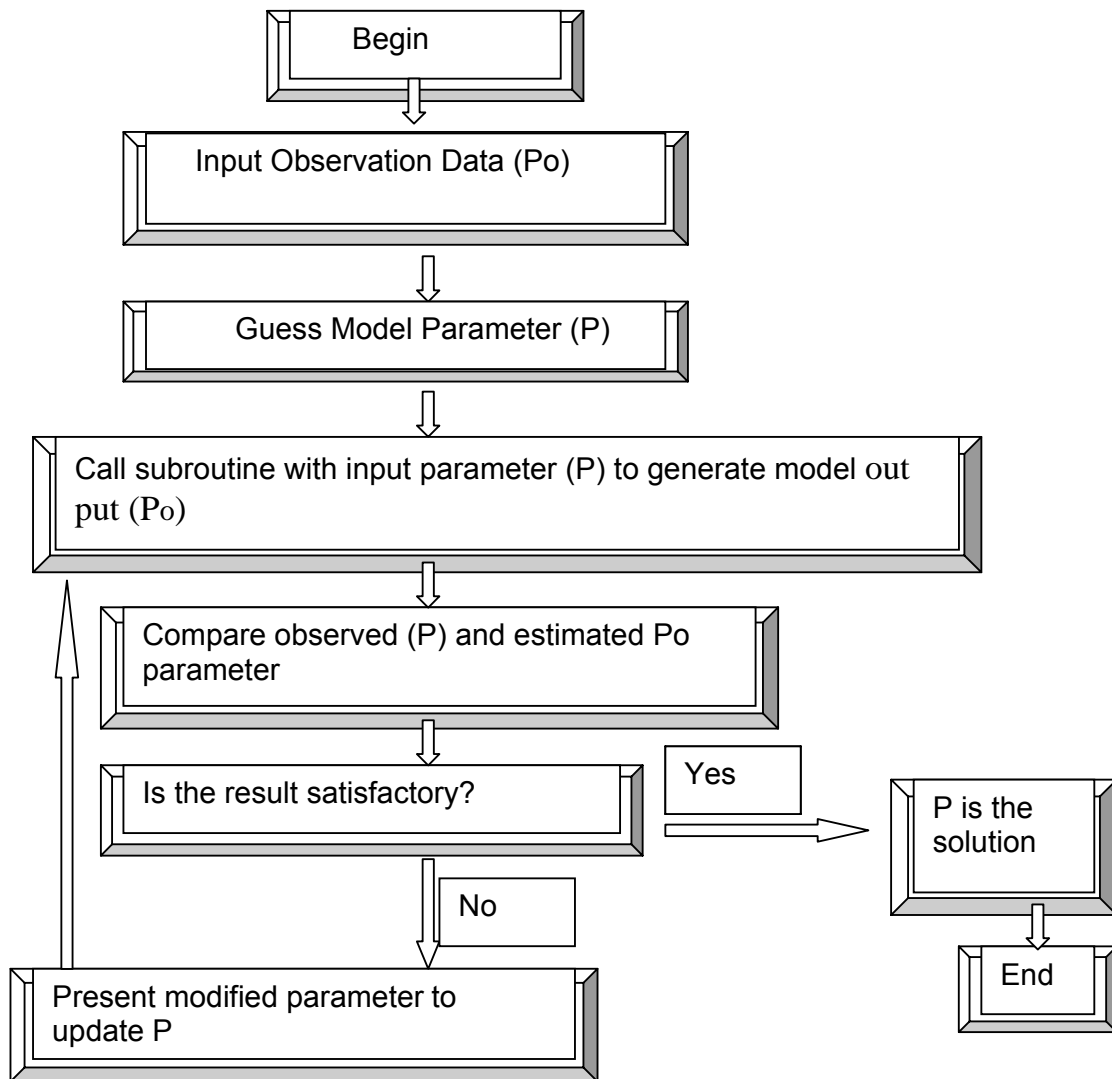 Begin
Input Observation Data (Po)
Guess Model Parameter (P)
Call subroutine with input parameter (P) to generate model out
put (Po)
Compare observed (P) and estimated Po
parameter
Is the result satisfactory?
Yes
P is the
solution
No
End
Present modified parameter to
update P